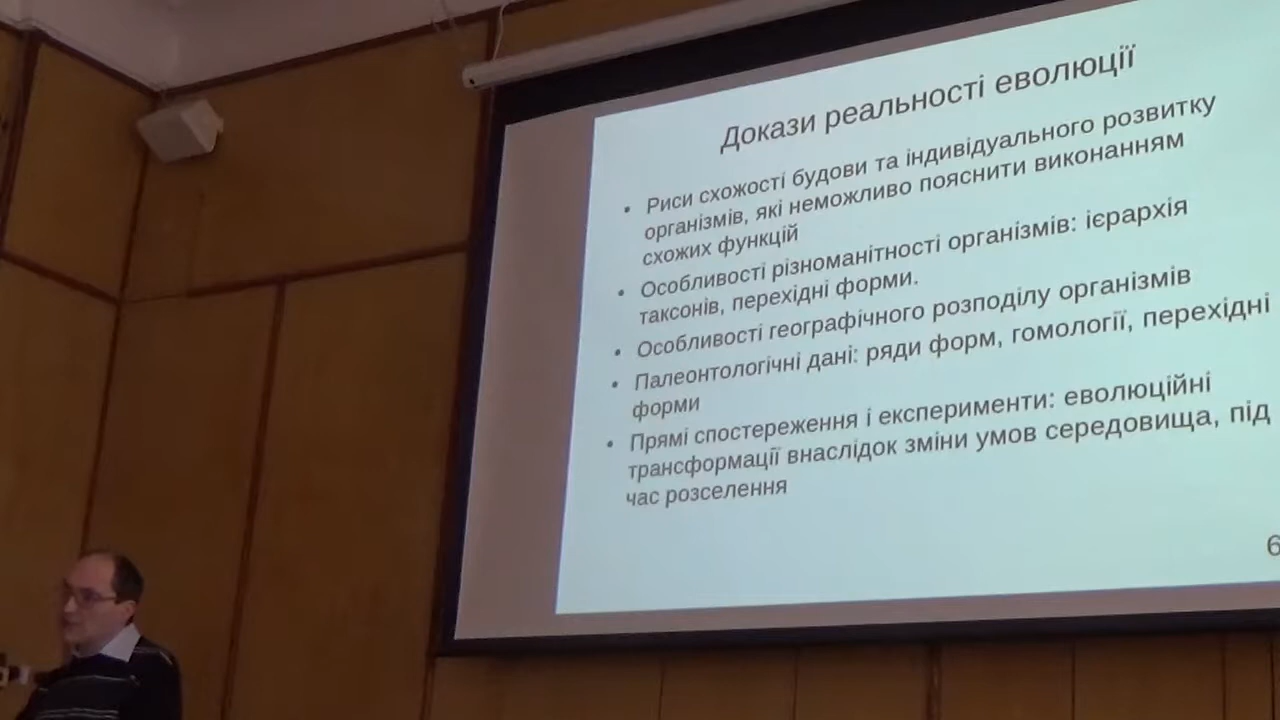 Докази реальності еволюції
• Риси схожості будови та індивідуального розвитку
організмів, які неможливо пояснити виконанням
схожих функцій
• Особливості різноманітності організмів: ієрархія
таксонів, перехідні форми.
• Особливості географічного розподілу організмів
• Палеонтологічні дані: ряди форм, гомології, перехідні
форми
• Прямі спостереження і експерименти: еволюційні
трансформації внаслідок зміни умов середовища, під
час розселення
6